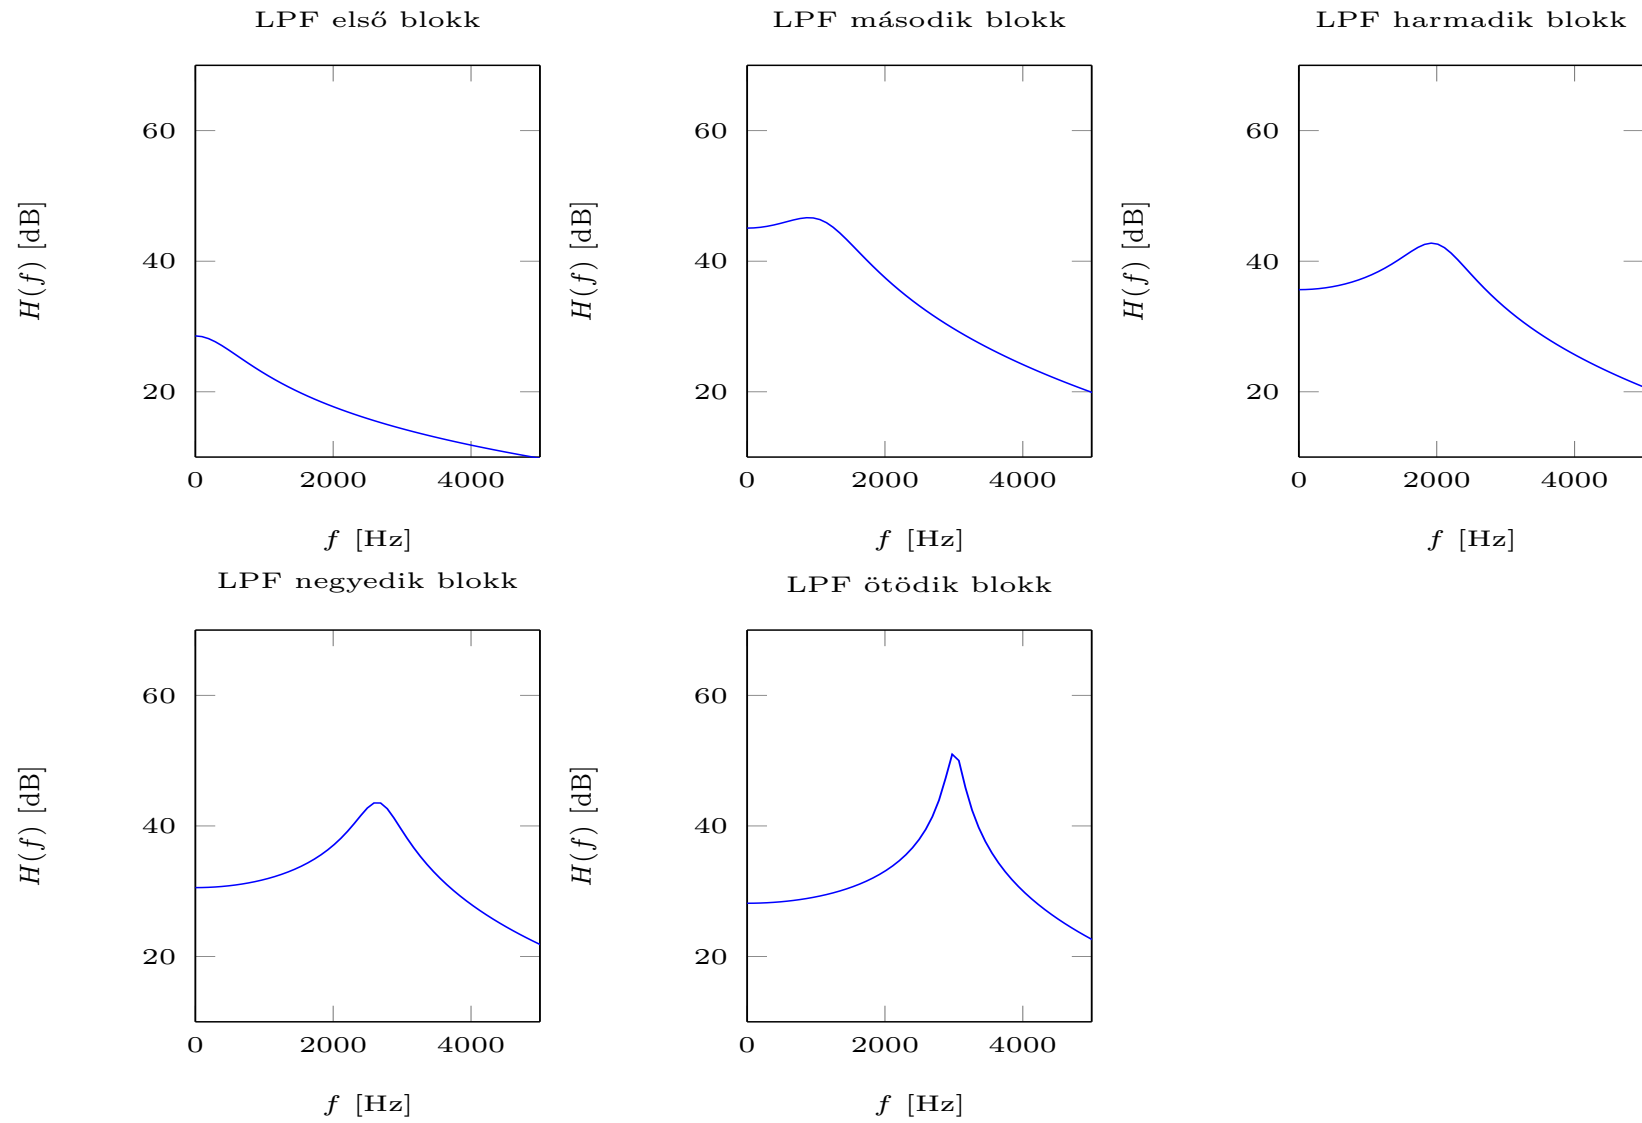 LPF első blokk
60
40
20
H(f) [dB]
0 2000 4000
f [Hz]
LPF második blokk
60
40
20
H(f) [dB]
0 2000 4000
f [Hz]
LPF harmadik blokk
60
40
20
H(f) [dB]
0 2000 4000
f [Hz]
LPF negyedik blokk
60
40
20
H(f) [dB]
0 2000 4000
f [Hz]
LPF ötödik blokk
60
40
20
H(f) [dB]
0 2000 4000
f [Hz]